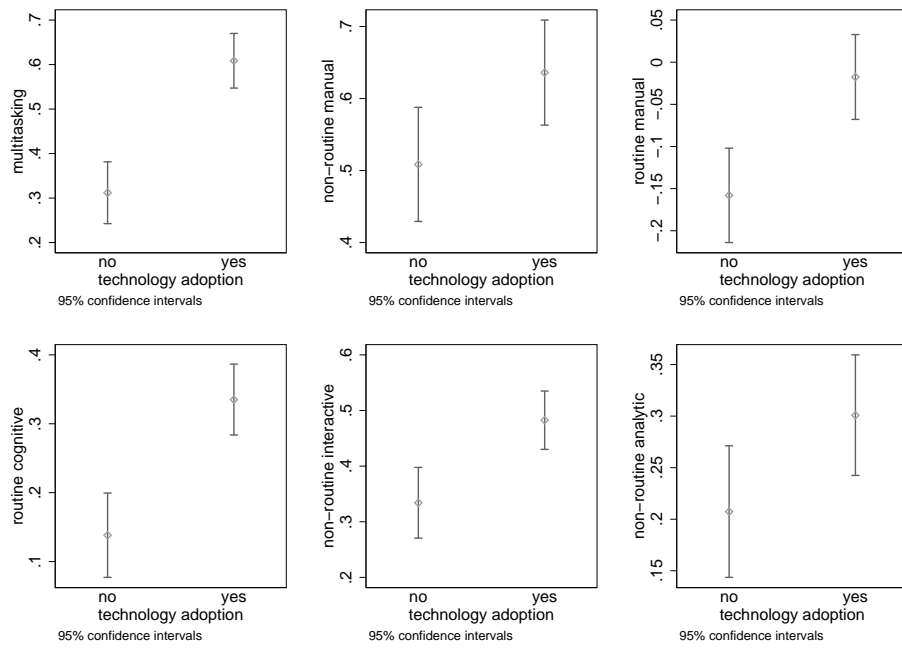 multitasking
.7
.6
.5
.4
.3
.2
no
yes
technology adoption
95% confidence intervals
non−routine manual
.7
.6
.5
.4
no
yes
technology adoption
95% confidence intervals
routine manual
.05
0
−.05
−.1
−.15
−.2
no
yes
technology adoption
95% confidence intervals
routine cognitive
.4
.3
.2
.1
no
yes
technology adoption
95% confidence intervals
non−routine interactive
.6
.5
.4
.3
.2
no
yes
technology adoption
95% confidence intervals
non−routine analytic
.35
.3
.25
.2
.15
no
yes
technology adoption
95% confidence intervals